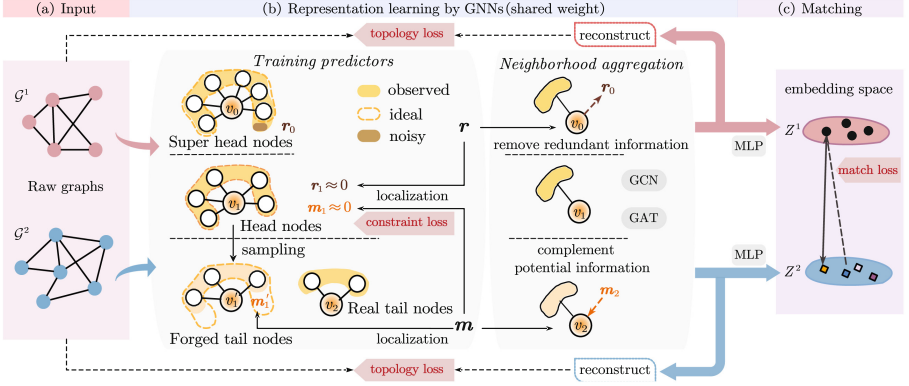 (a) Input
(b) Representation learning by GNNs(shared weight)
(c) Matching
topology loss
reconstruct
Training predictors
Neighborhood aggregation
G¹
observed
ideal
noisy
v₀
r₀
Super head nodes
r
r₀
v₀
remove redundant information
MLP
embedding space
Z¹
match loss
Raw graphs
r₁≈0
localization
m₁≈0
v₁
Head nodes
constraint loss
GCN
v₁
GAT
G²
sampling
complement
potential information
MLP
Z²
v₁′
m₁′
v₂
Real tail nodes
m₂
v₂
Forged tail nodes
m
localization
topology loss
reconstruct